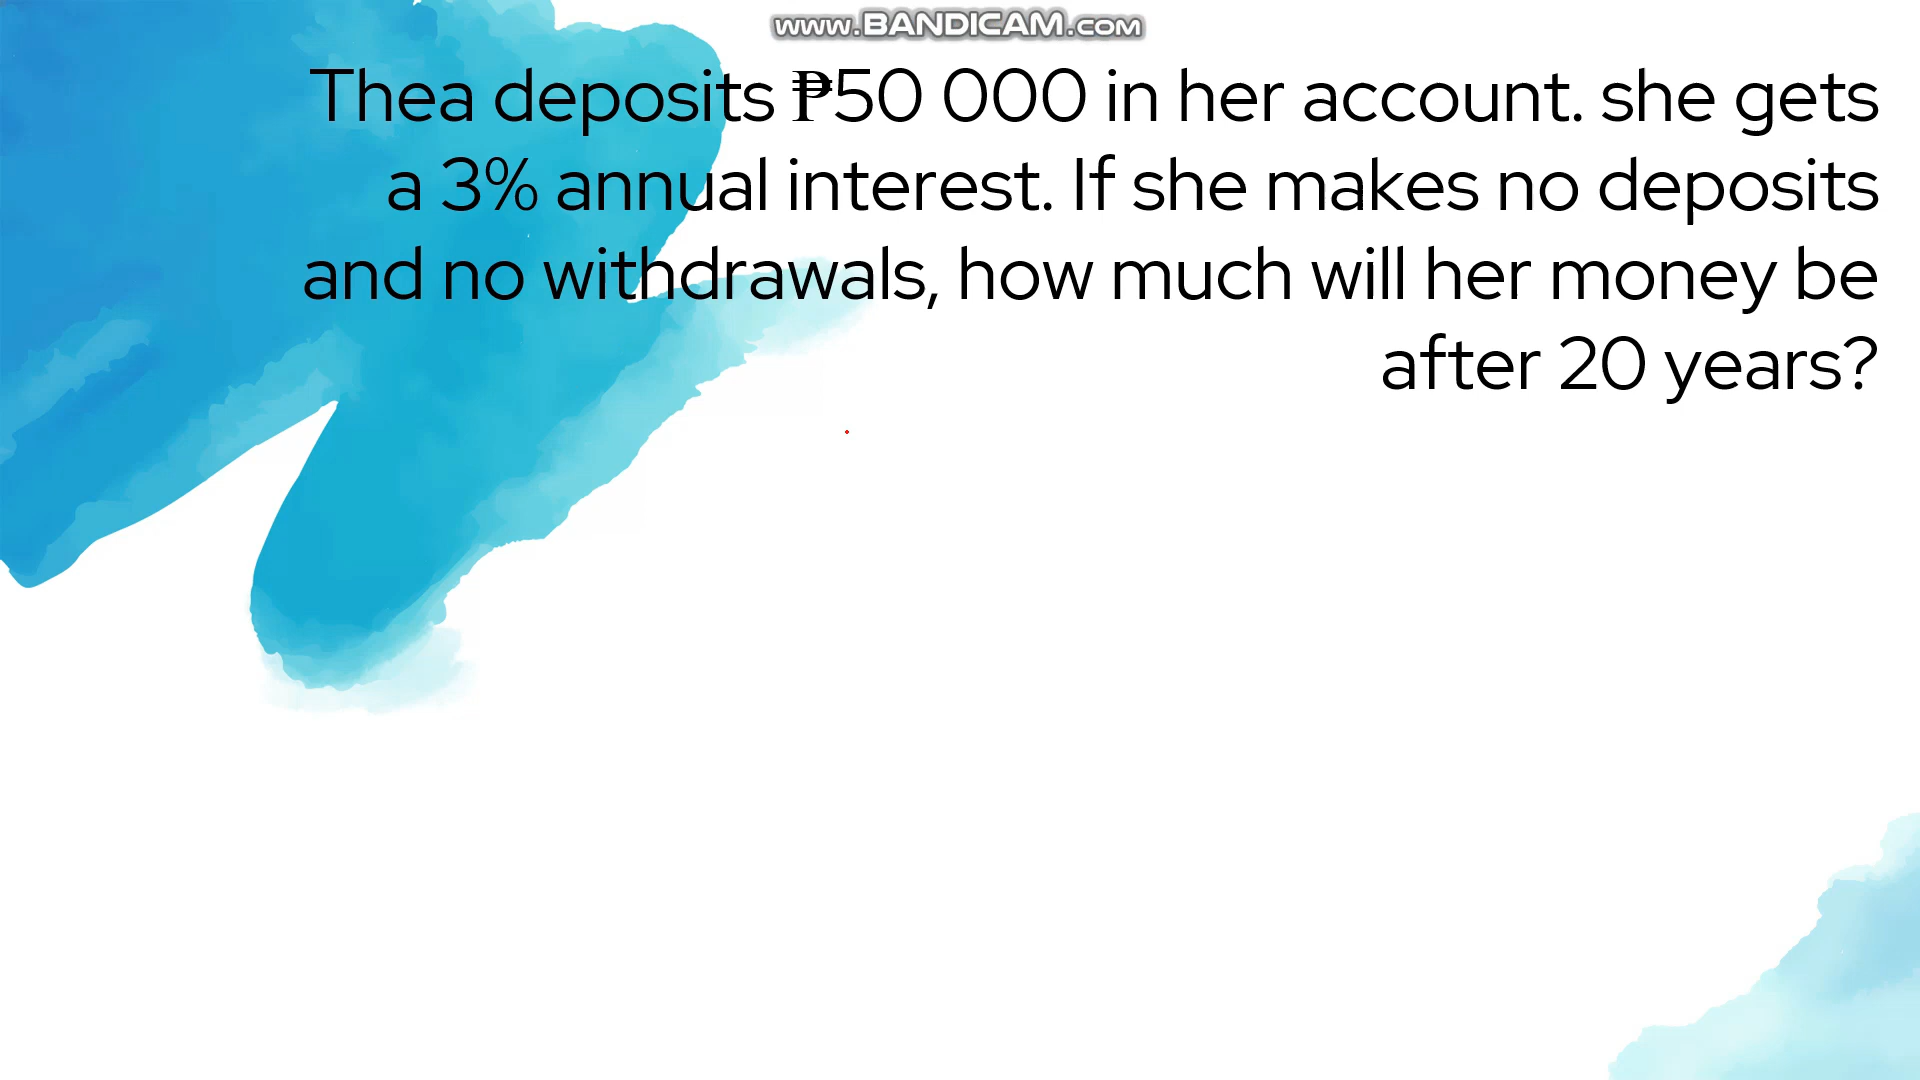 www.BANDICAM.com
Thea deposits ₱50 000 in her account. she gets
a 3% annual interest. If she makes no deposits
and no withdrawals, how much will her money be
after 20 years?